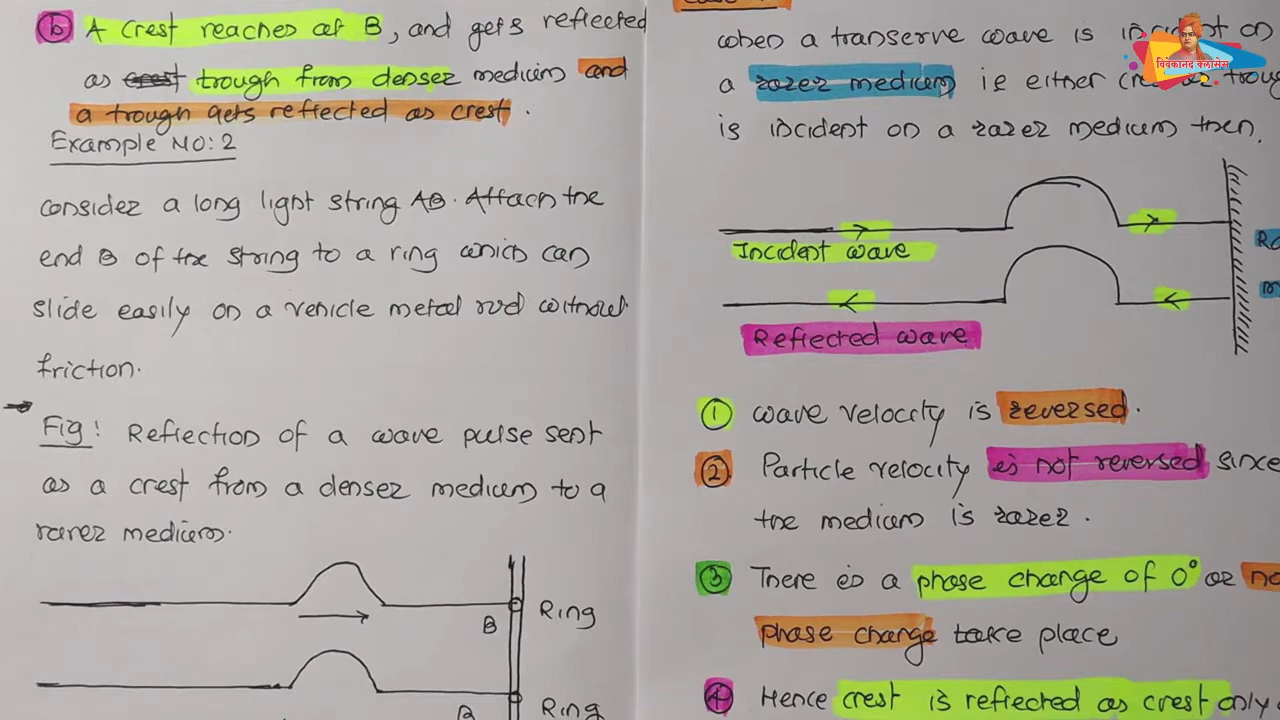 b A crest reaches at B, and gets reflected
as crest trough from denser medium and
a trough gets reflected as crest.
Example No: 2
Consider a long light string AB. Attach the
end B of the string to a ring which can
slide easily on a vehicle metal rod without
friction.
Fig: Reflection of a wave pulse sent
as a crest from a denser medium to a
rarer medium.
B Ring
B Ring
when a transerve wave is incident on
a rarer medium ie either crest or trough
is incident on a rarer medium then.
Incident wave
Reflected wave
1 wave velocity is reversed.
2 Particle velocity is not reversed since
the medium is rarer.
3 There is a phase change of 0° or no
phase change take place
4 Hence crest is reflected as crest only
विवेकानंद क्लासेस